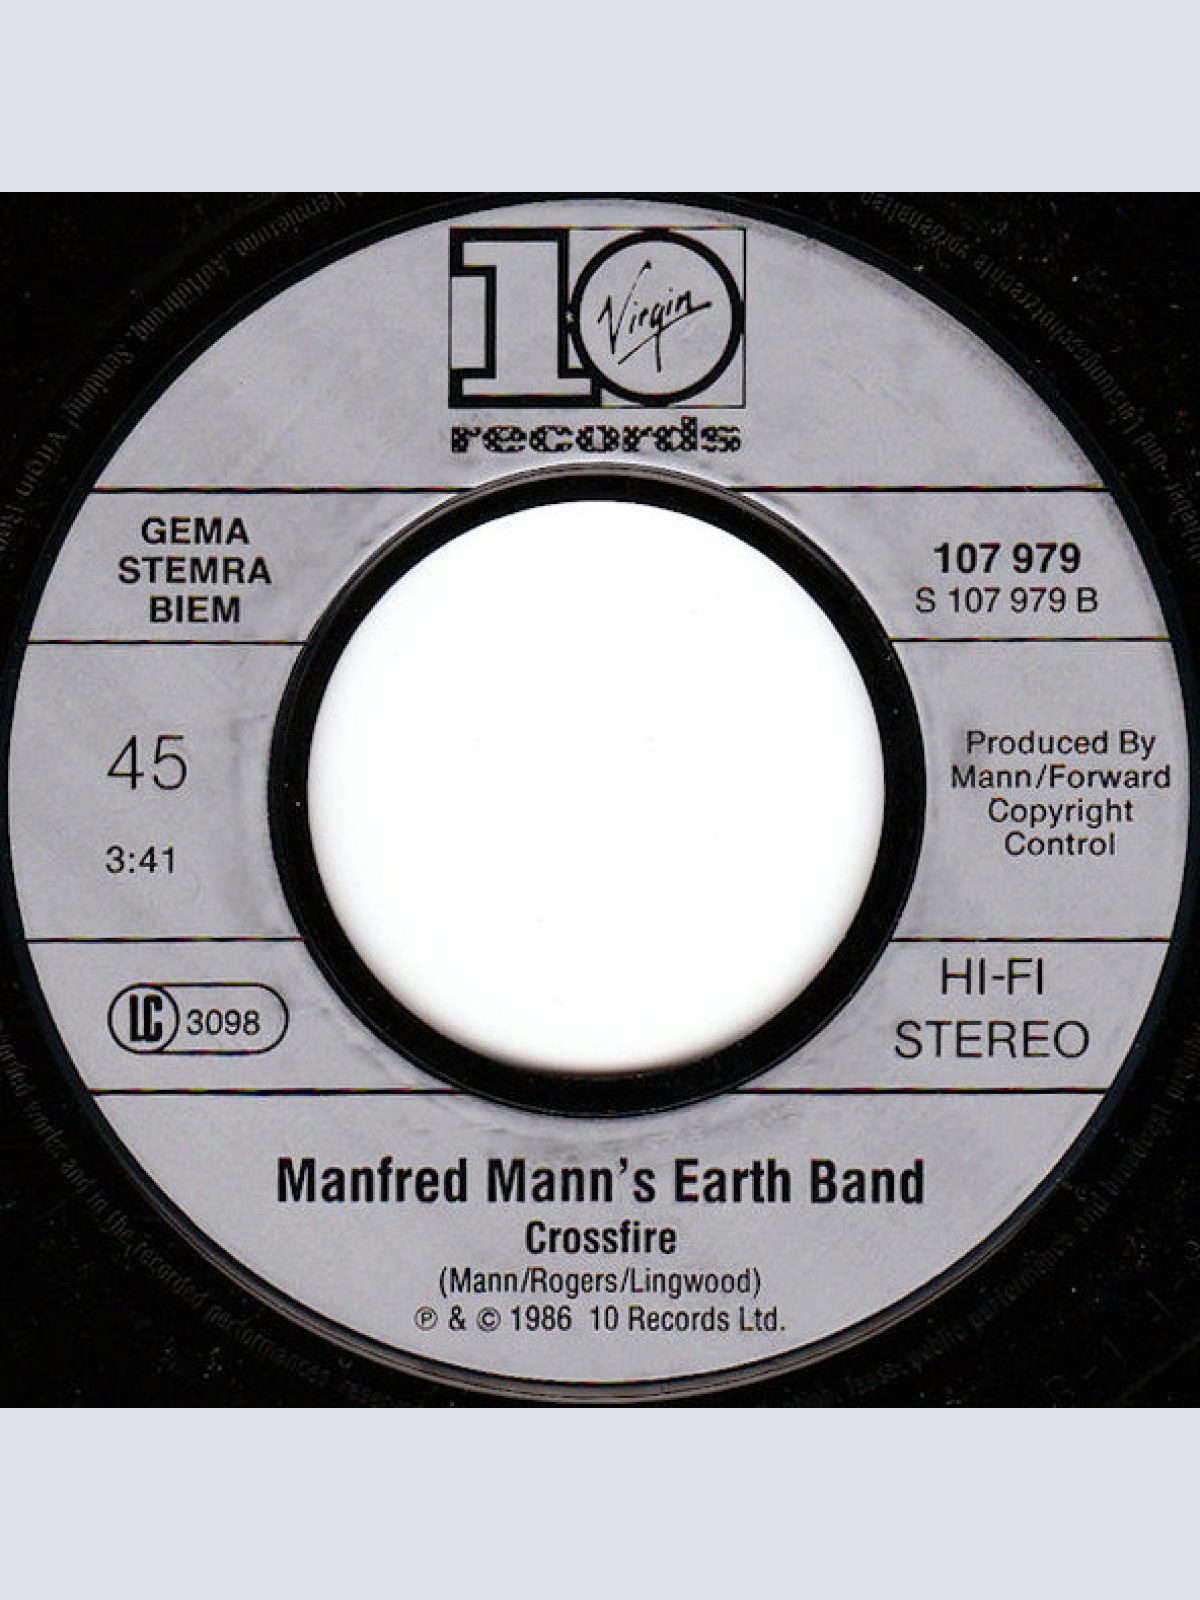 10
Virgin
records
GEMA
STEMRA
BIEM
107 979
S 107 979 B
45
3:41
Produced By
Mann/Forward
Copyright
Control
LC 3098
HI-FI
STEREO
Manfred Mann's Earth Band
Crossfire
(Mann/Rogers/Lingwood)
℗ & © 1986 10 Records Ltd.